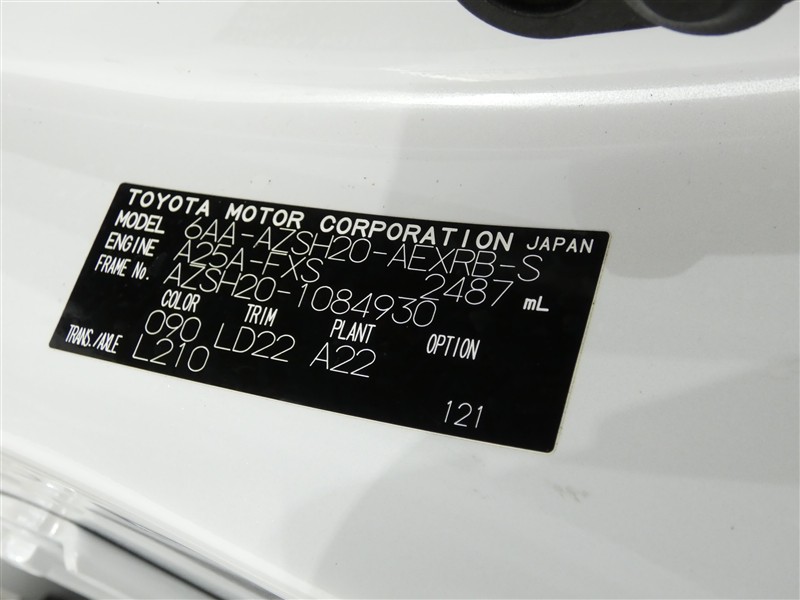 TOYOTA MOTOR CORPORATION JAPAN
MODEL 6AA-AZSH20-AEXRB-S
ENGINE A25A-FXS 2487 mL
FRAME No. AZSH20-1084930
COLOR TRIM PLANT OPTION
090 LD22 A22
TRANS./AXLE L210
121